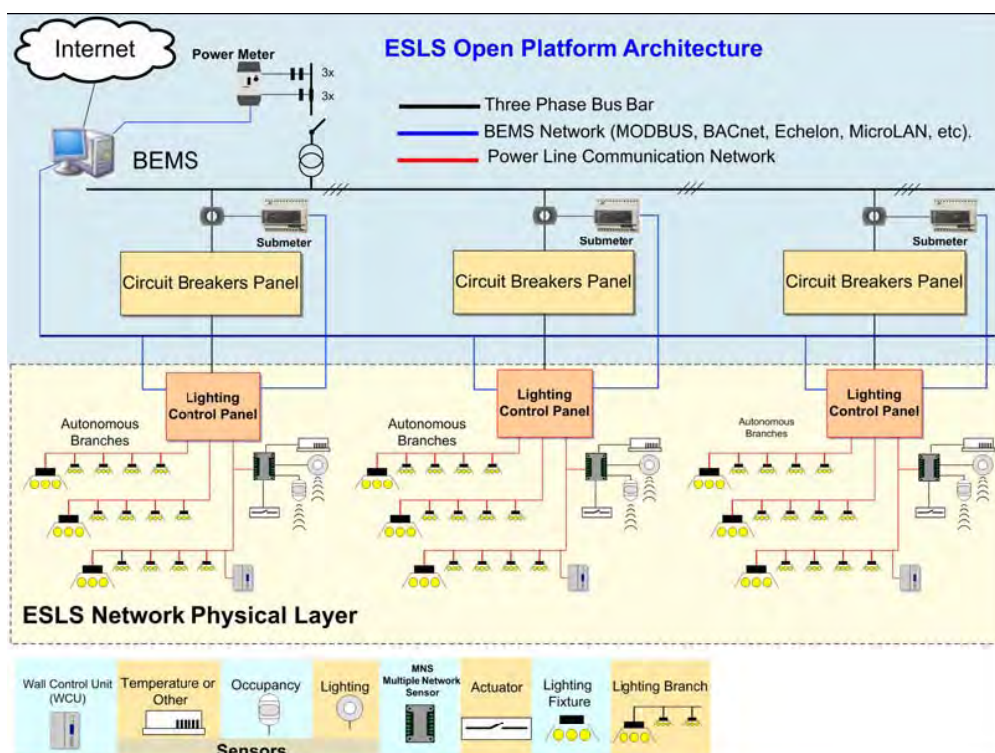 Internet
Power Meter
ESLS Open Platform Architecture
3x
3x
Three Phase Bus Bar
BEMS Network (MODBUS, BACnet, Echelon, MicroLAN, etc).
Power Line Communication Network
BEMS
Submeter
Submeter
Submeter
Circuit Breakers Panel
Circuit Breakers Panel
Circuit Breakers Panel
Lighting
Control Panel
Lighting
Control Panel
Lighting
Control Panel
Autonomous
Branches
Autonomous
Branches
Autonomous
Branches
ESLS Network Physical Layer
Wall Control Unit
(WCU)
Temperature or
Other
Occupancy
Lighting
MNS
Multiple Network
Sensor
Actuator
Lighting
Fixture
Lighting Branch
Sensors